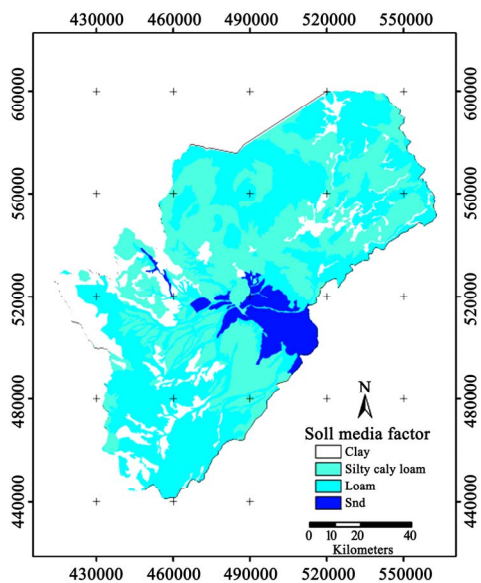 430000 460000 490000 520000 550000
600000 600000
560000 560000
520000 520000
480000 480000
440000 440000
N
Soll media factor
Clay
Silty caly loam
Loam
Snd
0 10 20 40
Kilometers
430000 460000 490000 520000 550000